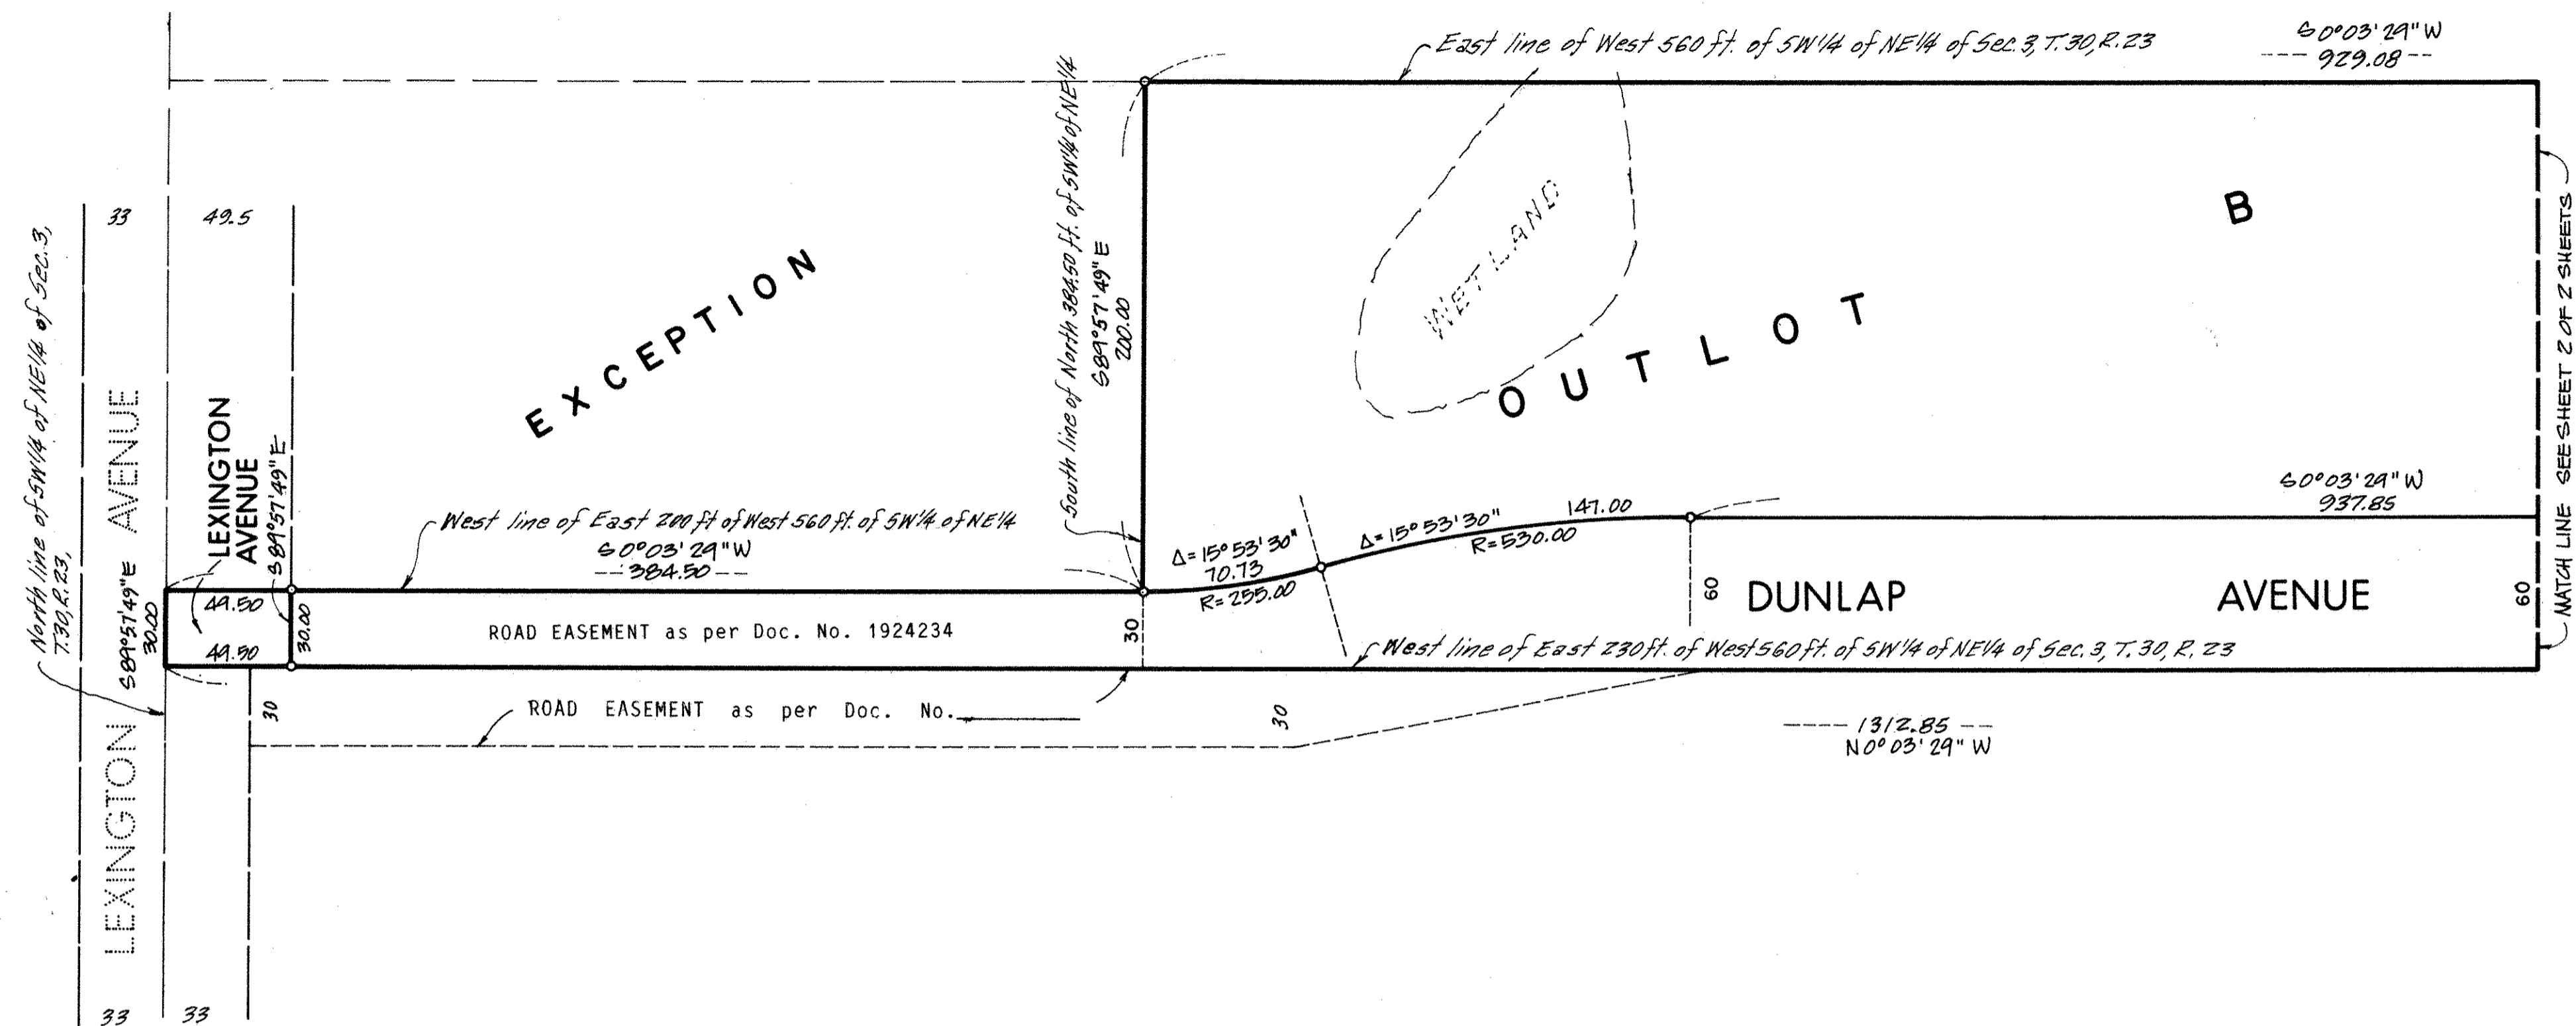 East line of West 560 ft. of SW1/4 of NE1/4 of Sec. 3, T.30, R.23
S0°03'29"W
--- 929.08 --
33
49.5
North line of SW1/4 of NE1/4 of Sec. 3,
T.30, R.23,
EXCEPTION
South line of North 384.50 ft. of SW1/4 of NE1/4
S89°57'49"E
200.00
WETLAND
OUTLOT
B
MATCH LINE SEE SHEET 2 OF 2 SHEETS
LEXINGTON AVENUE
S89°57'49"E
30.00
LEXINGTON
AVENUE
S89°57'49"E
West line of East 200 ft of West 560 ft. of SW1/4 of NE1/4
S0°03'29"W
-- 384.50 --
49.50
49.50
30.00
ROAD EASEMENT as per Doc. No. 1924234
30
Δ=15°53'30"
70.73
R=255.00
Δ=15°53'30"
147.00
R=530.00
S0°03'29"W
937.85
60
DUNLAP AVENUE
60
West line of East 230 ft. of West 560 ft. of SW1/4 of NE1/4 of Sec. 3, T.30, R.23
30
ROAD EASEMENT as per Doc. No.
30
---- 1312.85 --
N0°03'29"W
33
33